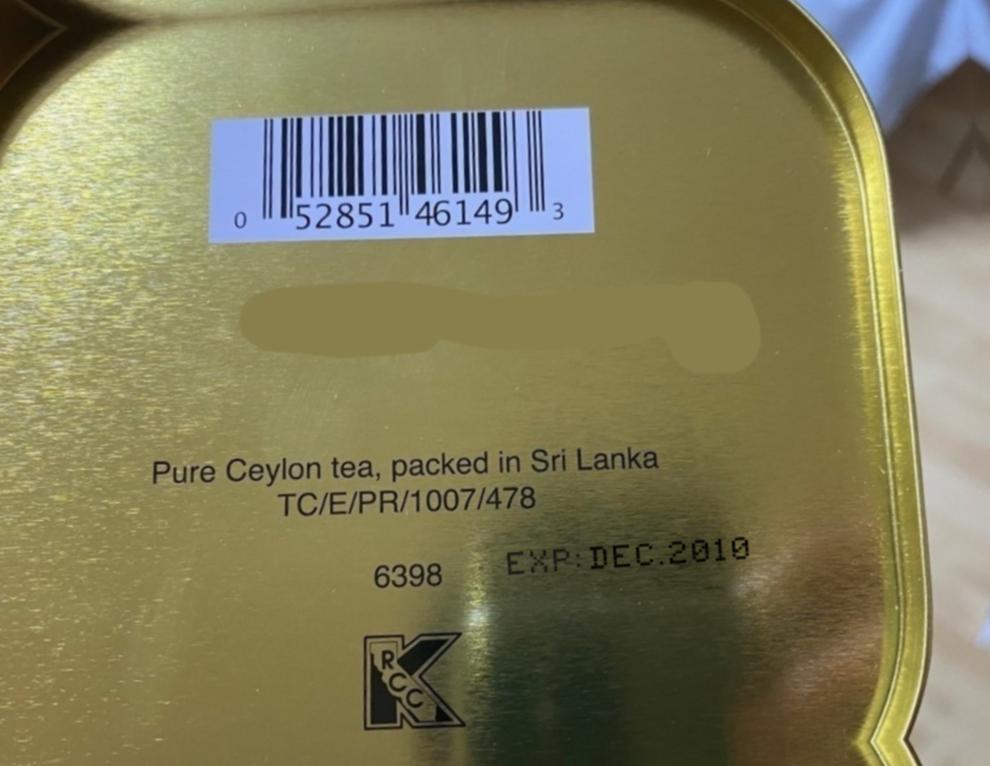 0 52851 46149 3
Pure Ceylon tea, packed in Sri Lanka
TC/E/PR/1007/478
6398 EXP:DEC.2010
K
RCC